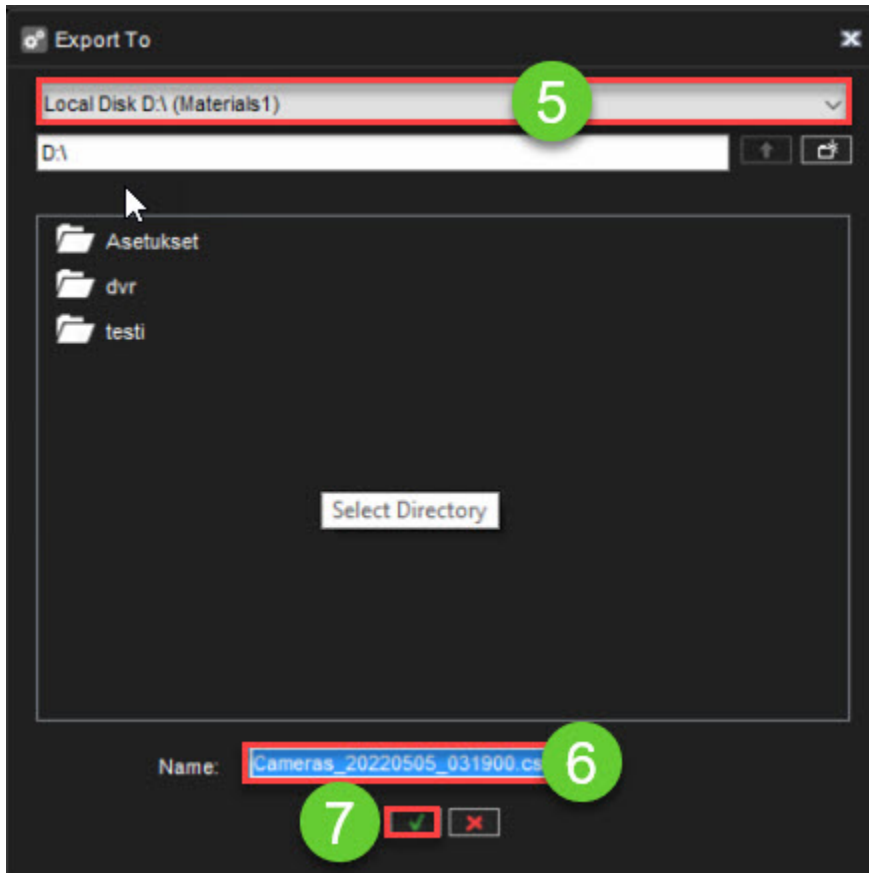 Export To
Local Disk D:\ (Materials1)
5
D:\
Asetukset
dvr
testi
Select Directory
Name: Cameras_20220505_031900.cs
6
7